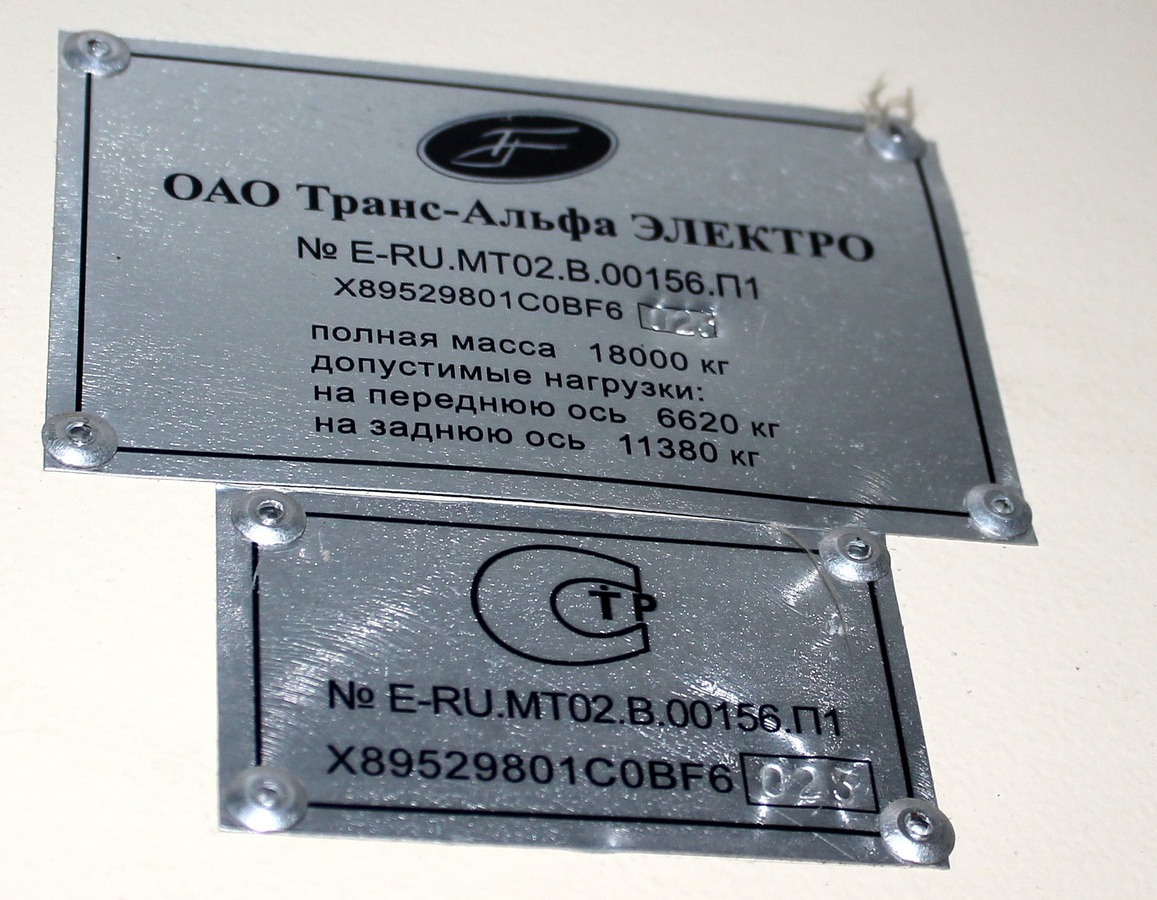 ОАО Транс-Альфа ЭЛЕКТРО
№ E-RU.MT02.B.00156.П1
X89529801C0BF6 023
полная масса 18000 кг
допустимые нагрузки:
на переднюю ось 6620 кг
на заднюю ось 11380 кг
СТР
№ E-RU.MT02.B.00156.П1
X89529801C0BF6 023